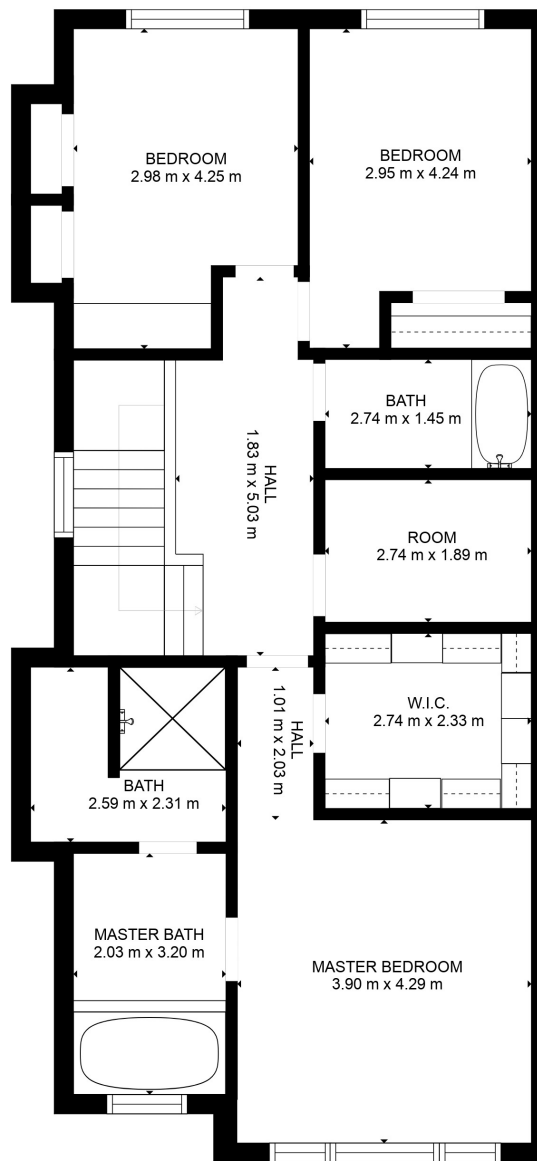 BEDROOM
2.98 m x 4.25 m
BEDROOM
2.95 m x 4.24 m
BATH
2.74 m x 1.45 m
HALL
1.83 m x 5.03 m
ROOM
2.74 m x 1.89 m
W.I.C.
2.74 m x 2.33 m
HALL
1.01 m x 2.03 m
BATH
2.59 m x 2.31 m
MASTER BATH
2.03 m x 3.20 m
MASTER BEDROOM
3.90 m x 4.29 m